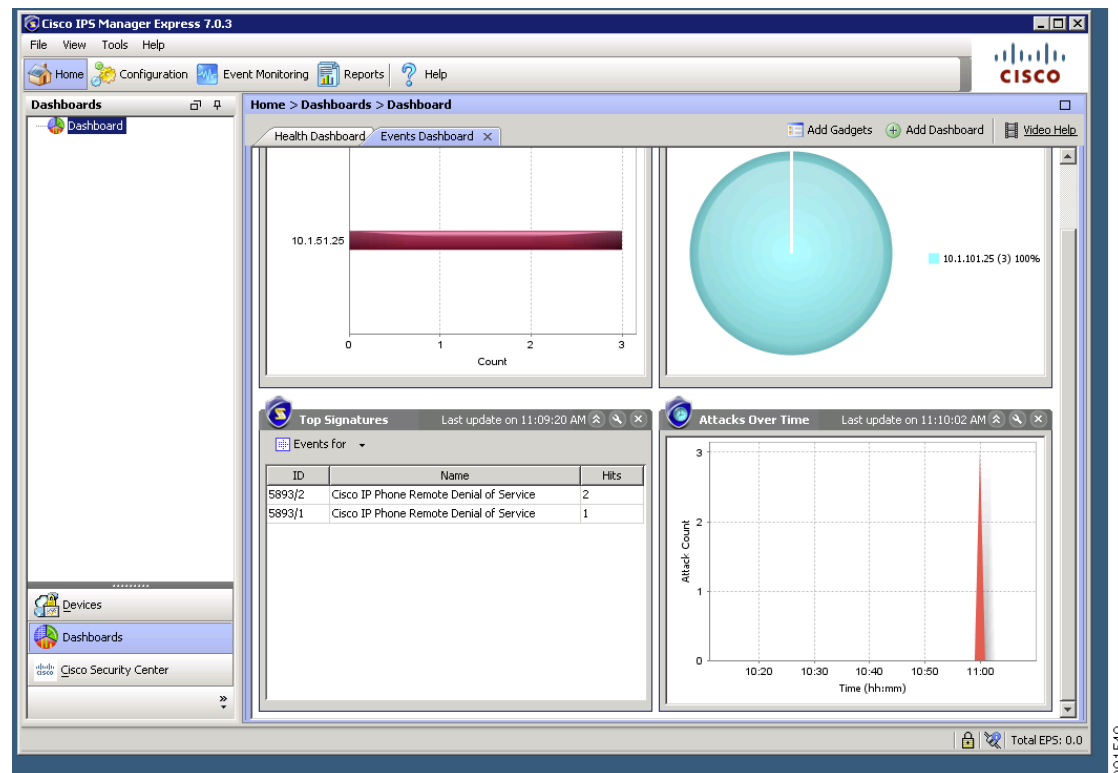 Cisco IPS Manager Express 7.0.3
File View Tools Help
Home Configuration Event Monitoring Reports Help
CISCO
Dashboards
Dashboard
Home > Dashboards > Dashboard
Health Dashboard Events Dashboard
Add Gadgets Add Dashboard Video Help
10.1.51.25
0 1 2 3
Count
10.1.101.25 (3) 100%
Top Signatures Last update on 11:09:20 AM
Events for
ID Name Hits
5893/2 Cisco IP Phone Remote Denial of Service 2
5893/1 Cisco IP Phone Remote Denial of Service 1
Attacks Over Time Last update on 11:10:02 AM
3
2
1
0
Attack Count
10:20 10:30 10:40 10:50 11:00
Time (hh:mm)
Devices
Dashboards
cisco
Cisco Security Center
Total EPS: 0.0